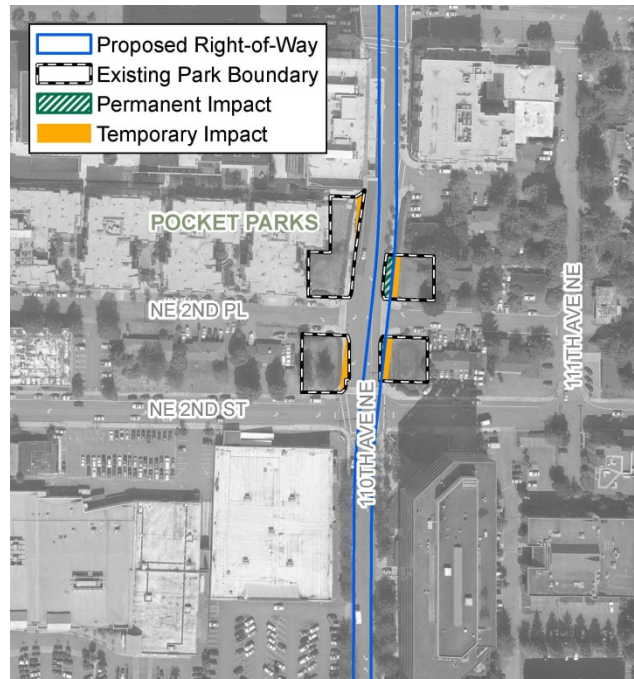 Proposed Right-of-Way
Existing Park Boundary
Permanent Impact
Temporary Impact
POCKET PARKS
NE 2ND PL
111TH AVE NE
110TH AVE NE
NE 2ND ST